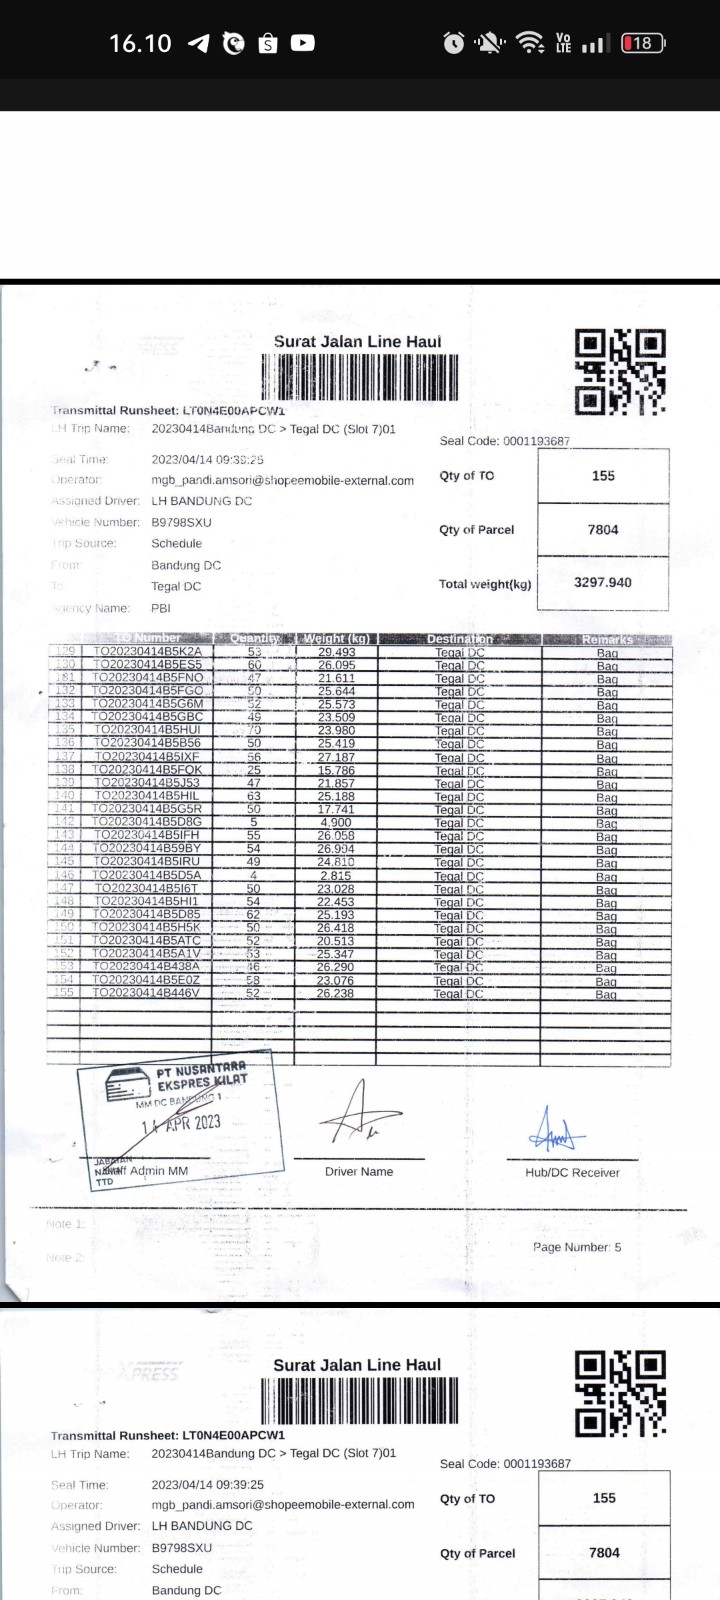 16.10
VoLTE
18
Surat Jalan Line Haul
Transmittal Runsheet: LT0N4E00APCW1
LH Trip Name: 20230414Bandung DC > Tegal DC (Slot 7)01
Seal Code: 0001193687
Seal Time: 2023/04/14 09:39:25
Operator: mgb_pandi.amsori@shopeemobile-external.com
Qty of TO 155
Assigned Driver: LH BANDUNG DC
Vehicle Number: B9798SXU
Qty of Parcel 7804
Trip Source: Schedule
From: Bandung DC
To: Tegal DC
Total weight(kg) 3297.940
Agency Name: PBI
TO Number Quantity Weight (kg) Destination Remarks
129 TO20230414B5K2A 53 29.493 Tegal DC Bag
130 TO20230414B5ES5 60 26.095 Tegal DC Bag
131 TO20230414B5FNO 47 21.611 Tegal DC Bag
132 TO20230414B5FGO 50 25.644 Tegal DC Bag
133 TO20230414B5G6M 52 25.573 Tegal DC Bag
134 TO20230414B5GBC 49 23.509 Tegal DC Bag
135 TO20230414B5HUI 70 23.980 Tegal DC Bag
136 TO20230414B5B56 50 25.419 Tegal DC Bag
137 TO20230414B5IXF 56 27.187 Tegal DC Bag
138 TO20230414B5FOK 25 15.786 Tegal DC Bag
139 TO20230414B5J53 47 21.857 Tegal DC Bag
140 TO20230414B5HIL 63 25.188 Tegal DC Bag
141 TO20230414B5G5R 50 17.741 Tegal DC Bag
142 TO20230414B5D8G 5 4.900 Tegal DC Bag
143 TO20230414B5IFH 55 26.058 Tegal DC Bag
144 TO20230414B59BY 54 26.994 Tegal DC Bag
145 TO20230414B5IRU 49 24.810 Tegal DC Bag
146 TO20230414B5D5A 4 2.815 Tegal DC Bag
147 TO20230414B5I6T 50 23.028 Tegal DC Bag
148 TO20230414B5HI1 54 22.453 Tegal DC Bag
149 TO20230414B5D85 62 25.193 Tegal DC Bag
150 TO20230414B5H5K 50 26.418 Tegal DC Bag
151 TO20230414B5ATC 52 20.513 Tegal DC Bag
152 TO20230414B5A1V 53 25.347 Tegal DC Bag
153 TO20230414B438A 46 26.290 Tegal DC Bag
154 TO20230414B5E0Z 58 23.076 Tegal DC Bag
155 TO20230414B446V 52 26.238 Tegal DC Bag
PT NUSANTARA
EKSPRES KILAT
MM DC BANDUNG 1
14 APR 2023
JABATAN
NAMA
TTD
Staff Admin MM
Driver Name
Hub/DC Receiver
Note 1:
Page Number: 5
Note 2:
XPRESS
Surat Jalan Line Haul
Transmittal Runsheet: LT0N4E00APCW1
LH Trip Name: 20230414Bandung DC > Tegal DC (Slot 7)01
Seal Code: 0001193687
Seal Time: 2023/04/14 09:39:25
Operator: mgb_pandi.amsori@shopeemobile-external.com
Qty of TO 155
Assigned Driver: LH BANDUNG DC
Vehicle Number: B9798SXU
Qty of Parcel 7804
Trip Source: Schedule
From: Bandung DC